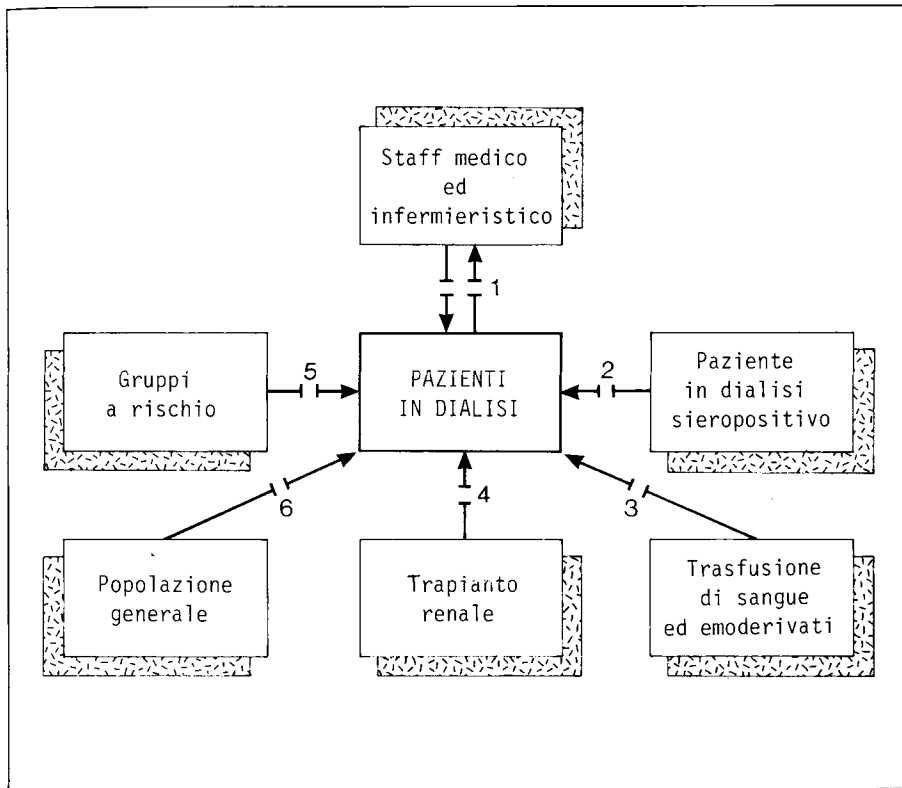 Staff medico
ed
infermieristico
1
Gruppi
a rischio
5
PAZIENTI
IN DIALISI
2
Paziente
in dialisi
sieropositivo
6
4
3
Popolazione
generale
Trapianto
renale
Trasfusione
di sangue
ed emoderivati